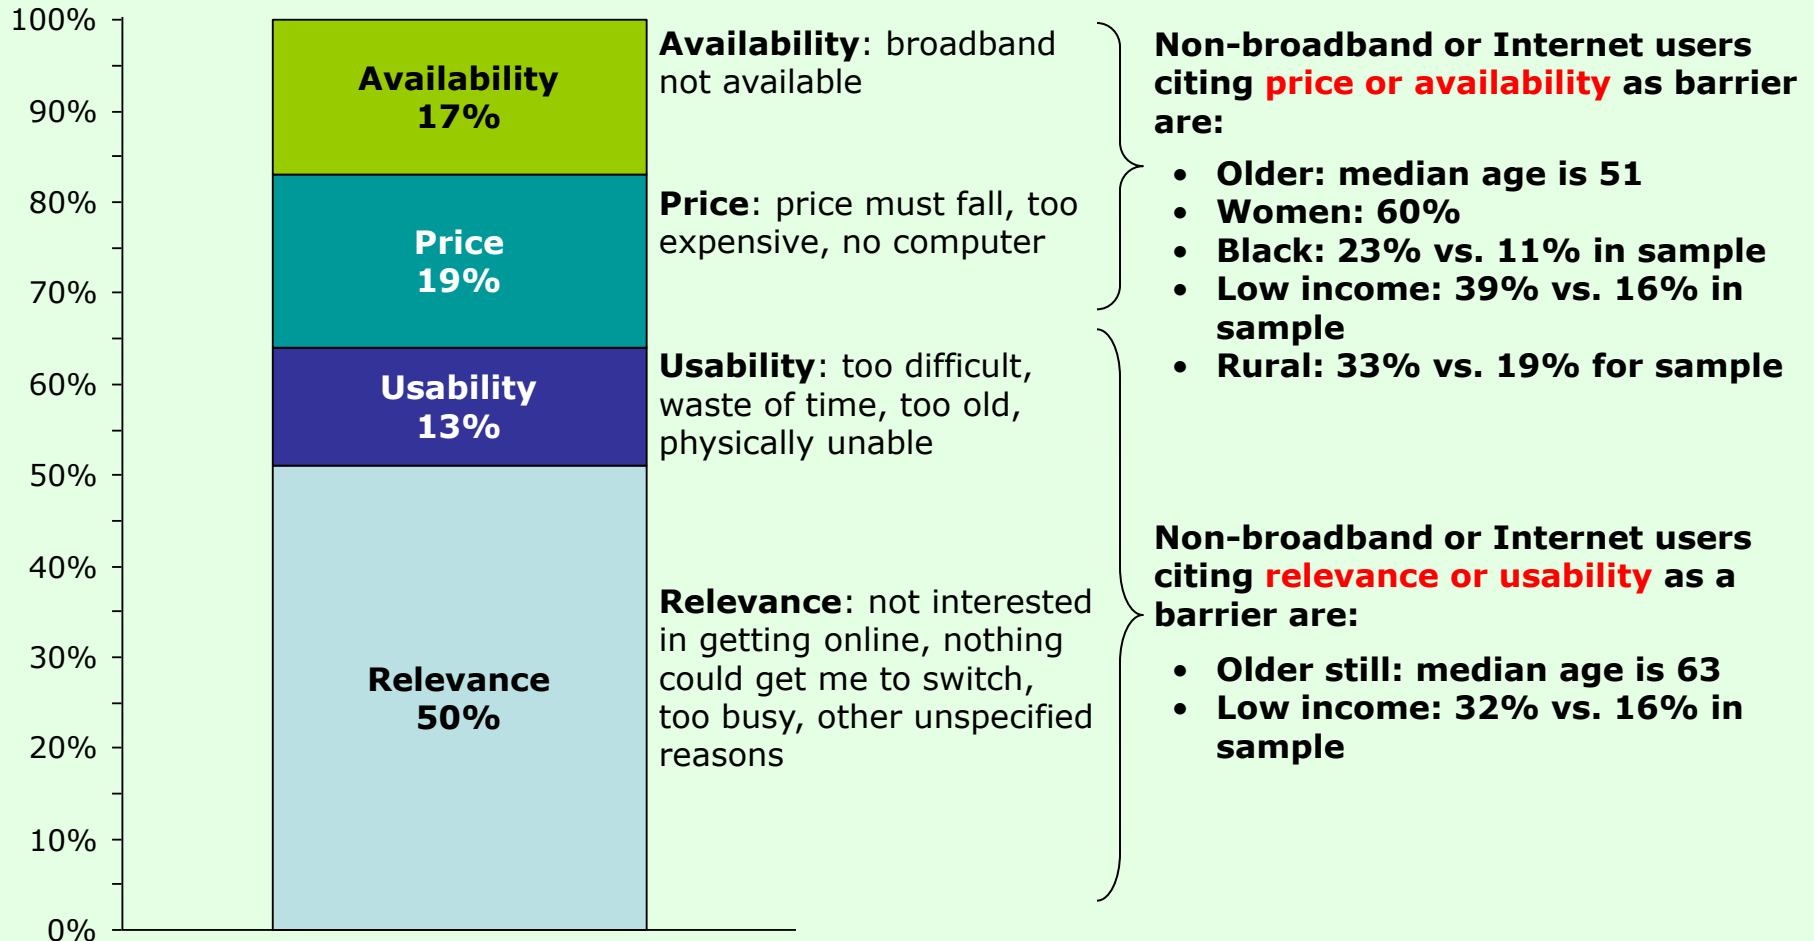 100%
90%
80%
70%
60%
50%
40%
30%
20%
10%
0%
Availability
17%
Price
19%
Usability
13%
Relevance
50%
Availability: broadband
not available
Price: price must fall, too
expensive, no computer
Usability: too difficult,
waste of time, too old,
physically unable
Relevance: not interested
in getting online, nothing
could get me to switch,
too busy, other unspecified
reasons
Non-broadband or Internet users
citing price or availability as barrier
are:
• Older: median age is 51
• Women: 60%
• Black: 23% vs. 11% in sample
• Low income: 39% vs. 16% in
sample
• Rural: 33% vs. 19% for sample
Non-broadband or Internet users
citing relevance or usability as a
barrier are:
• Older still: median age is 63
• Low income: 32% vs. 16% in
sample